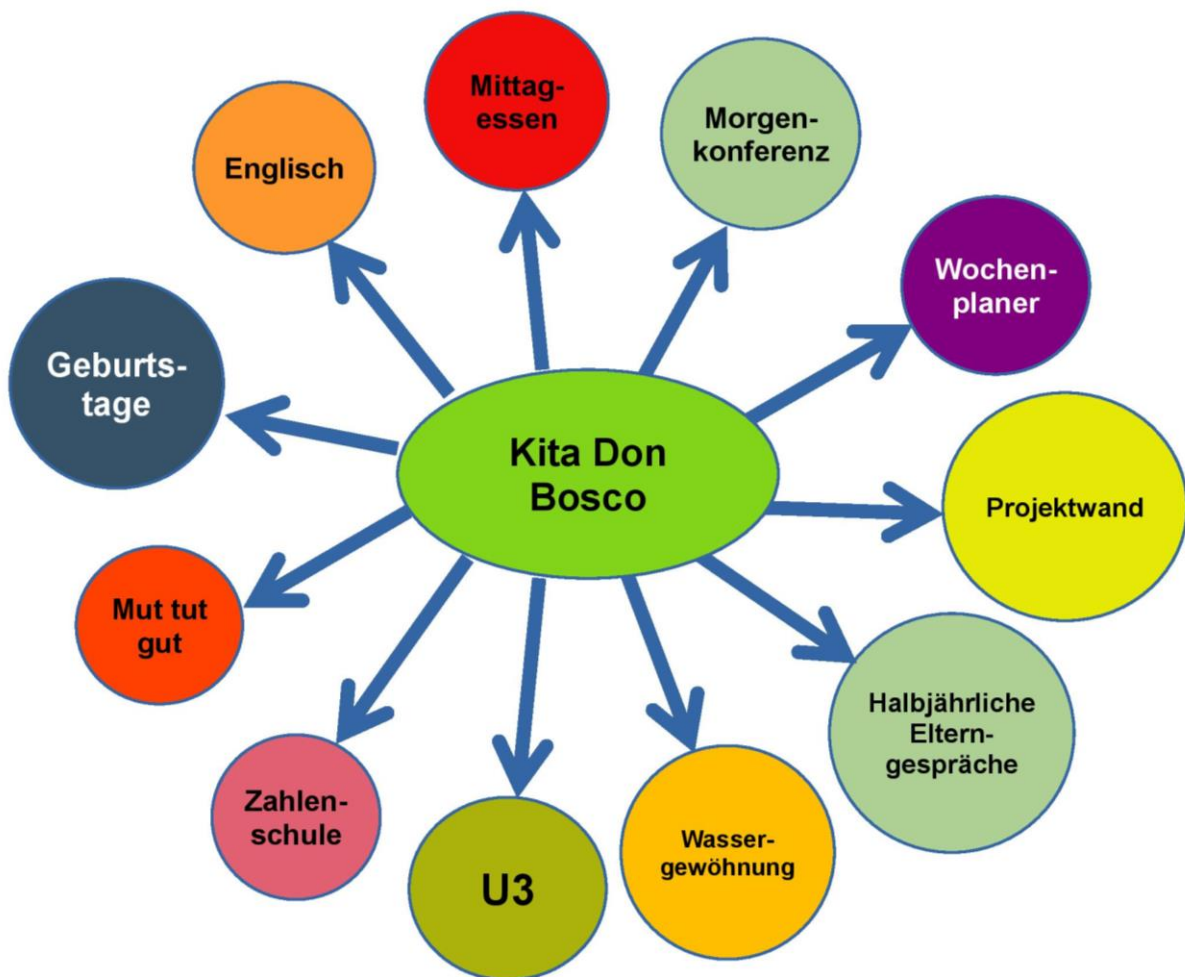 Mittag-
essen
Morgen-
konferenz
Englisch
Wochen-
planer
Geburts-
tage
Kita Don
Bosco
Projektwand
Mut tut
gut
Halbjährliche
Eltern-
gespräche
Zahlen-
schule
U3
Wasser-
gewöhnung